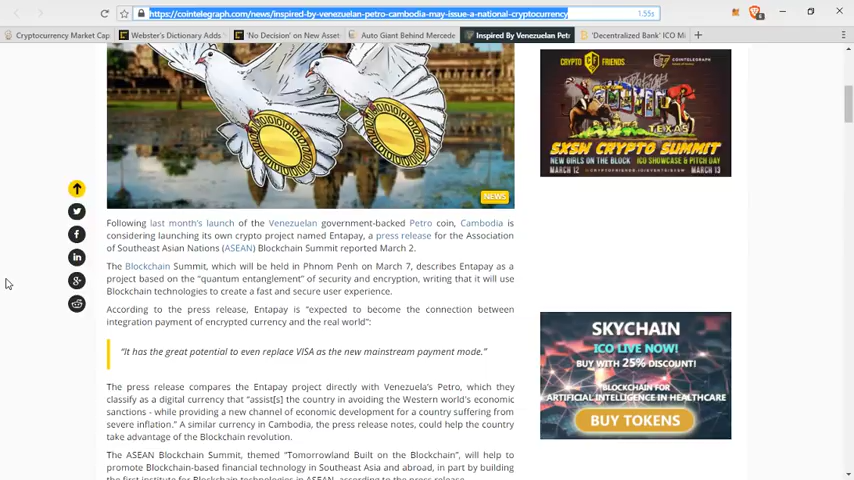 https://cointelegraph.com/news/inspired-by-venezuelan-petro-cambodia-may-issue-a-national-cryptocurrency
1.59s
6
Cryptocurrency Market Cap
Webster's Dictionary Adds
'No Decision' on New Asset
Auto Giant Behind Mercede
Inspired By Venezuelan Petr
'Decentralized Bank' ICO Mi
CRYPTO CF FRIENDS
COINTELEGRAPH
TEXAS
SXSW CRYPTO SUMMIT
NEW GIRLS ON THE BLOCK
ICO SHOWCASE & PITCH DAY
MARCH 12
MARCH 13
NEWS
Following last month's launch of the Venezuelan government-backed Petro coin, Cambodia is
considering launching its own crypto project named Entapay, a press release for the Association
of Southeast Asian Nations (ASEAN) Blockchain Summit reported March 2.
The Blockchain Summit, which will be held in Phnom Penh on March 7, describes Entapay as a
project based on the "quantum entanglement" of security and encryption, writing that it will use
Blockchain technologies to create a fast and secure user experience.
According to the press release, Entapay is "expected to become the connection between
integration payment of encrypted currency and the real world":
"It has the great potential to even replace VISA as the new mainstream payment mode."
The press release compares the Entapay project directly with Venezuela's Petro, which they
classify as a digital currency that "assist[s] the country in avoiding the Western world's economic
sanctions - while providing a new channel of economic development for a country suffering from
severe inflation." A similar currency in Cambodia, the press release notes, could help the country
take advantage of the Blockchain revolution.
The ASEAN Blockchain Summit, themed "Tomorrowland Built on the Blockchain", will help to
promote Blockchain-based financial technology in Southeast Asia and abroad, in part by building
the first institute for Blockchain technologies in ASEAN, according to the press release.
SKYCHAIN
ICO LIVE NOW!
BUY WITH 25% DISCOUNT!
BLOCKCHAIN FOR
ARTIFICIAL INTELLIGENCE IN HEALTHCARE
BUY TOKENS